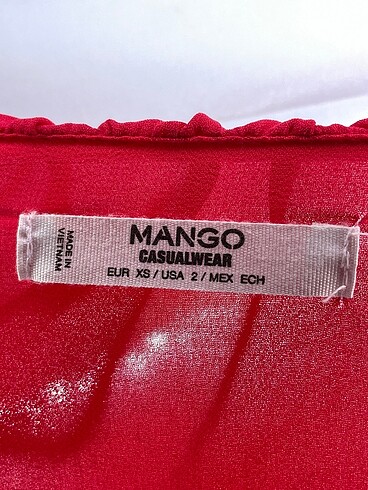 MANGO
CASUALWEAR
EUR XS / USA 2 / MEX ECH
MADE IN
VIETNAM